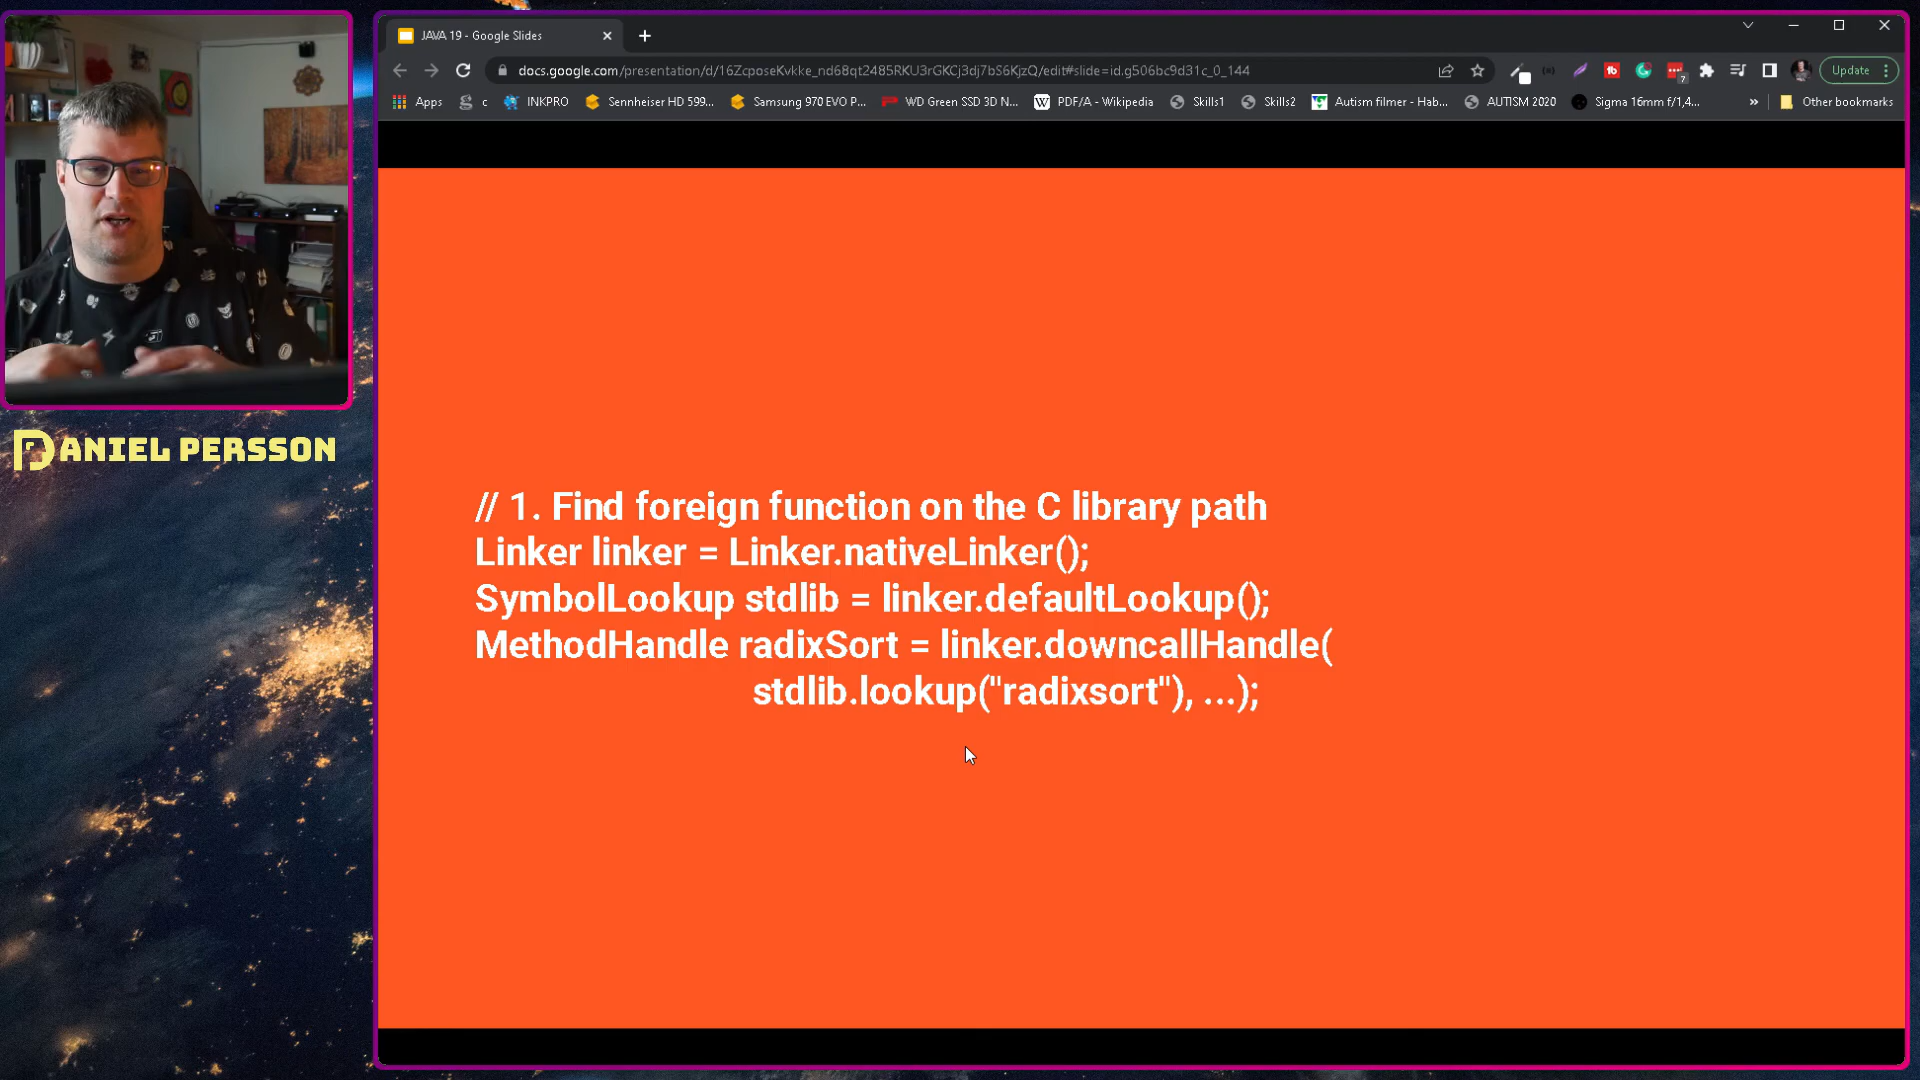 JAVA 19 - Google Slides
docs.google.com/presentation/d/16ZcposeKvkke_nd68qt2485RKU3rGKCj3dj7bS6KjzQ/edit#slide=id.g506bc9d31c_0_144
Update
Apps
c
INKPRO
Sennheiser HD 599...
Samsung 970 EVO P...
WD Green SSD 3D N...
PDF/A - Wikipedia
Skills1
Skills2
Autism filmer - Hab...
AUTISM 2020
Sigma 16mm f/1,4...
»
Other bookmarks
DANIEL PERSSON
// 1. Find foreign function on the C library path
Linker linker = Linker.nativeLinker();
SymbolLookup stdlib = linker.defaultLookup();
MethodHandle radixSort = linker.downcallHandle(
stdlib.lookup("radixsort"), ...);